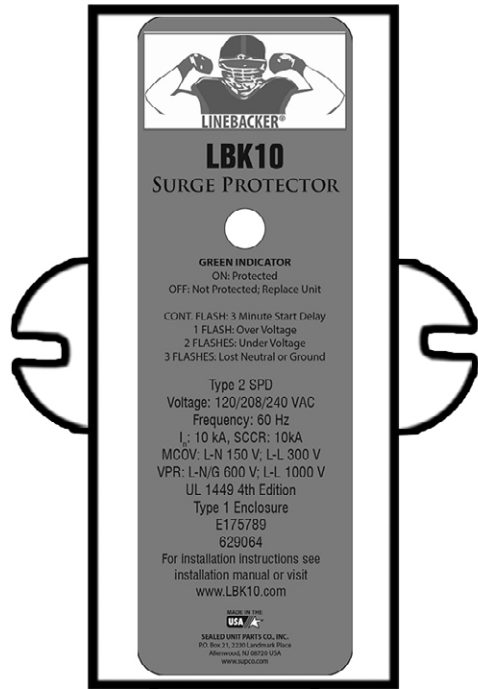 LINEBACKER®
LBK10
SURGE PROTECTOR
GREEN INDICATOR
ON: Protected
OFF: Not Protected; Replace Unit
CONT. FLASH: 3 Minute Start Delay
1 FLASH: Over Voltage
2 FLASHES: Under Voltage
3 FLASHES. Lost Neutral or Ground
Type 2 SPD
Voltage: 120/208/240 VAC
Frequency: 60 Hz
In: 10 kA, SCCR: 10kA
MCOV: L-N 150 V; L-L 300 V
VPR: L-N/G 600 V; L-L 1000 V
UL 1449 4th Edition
Type 1 Enclosure
E175789
629064
For installation instructions see
installation manual or visit
www.LBK10.com
MADE IN THE
USA
SEALED UNIT PARTS CO., INC.
P.O. Box 21, 2230 Landmark Place
Allenwood, NJ 08720 USA
www.supco.com